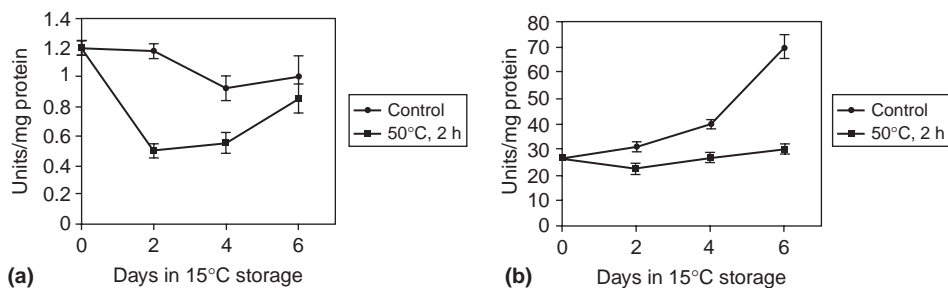 1.4
1.2
1
0.8
0.6
0.4
0.2
0
Units/mg protein
0 2 4 6
Days in 15°C storage
(a)
Control
50°C, 2 h
80
70
60
50
40
30
20
10
0
Units/mg protein
0 2 4 6
Days in 15°C storage
(b)
Control
50°C, 2 h